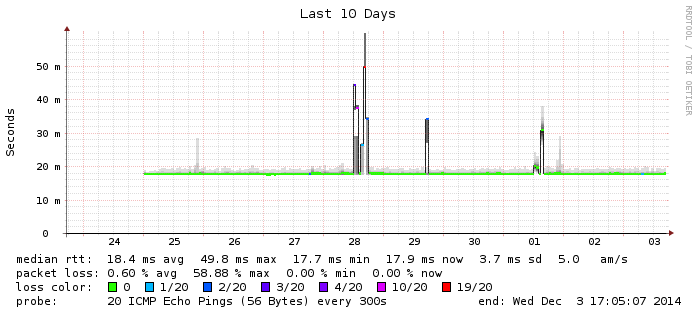 Last 10 Days
RRDTOOL / TOBI OETIKER
Seconds
50 m
40 m
30 m
20 m
10 m
0
24 25 26 27 28 29 30 01 02 03
median rtt: 18.4 ms avg 49.8 ms max 17.7 ms min 17.9 ms now 3.7 ms sd 5.0 am/s
packet loss: 0.60 % avg 58.88 % max 0.00 % min 0.00 % now
loss color: 0 1/20 2/20 3/20 4/20 10/20 19/20
probe: 20 ICMP Echo Pings (56 Bytes) every 300s end: Wed Dec 3 17:05:07 2014